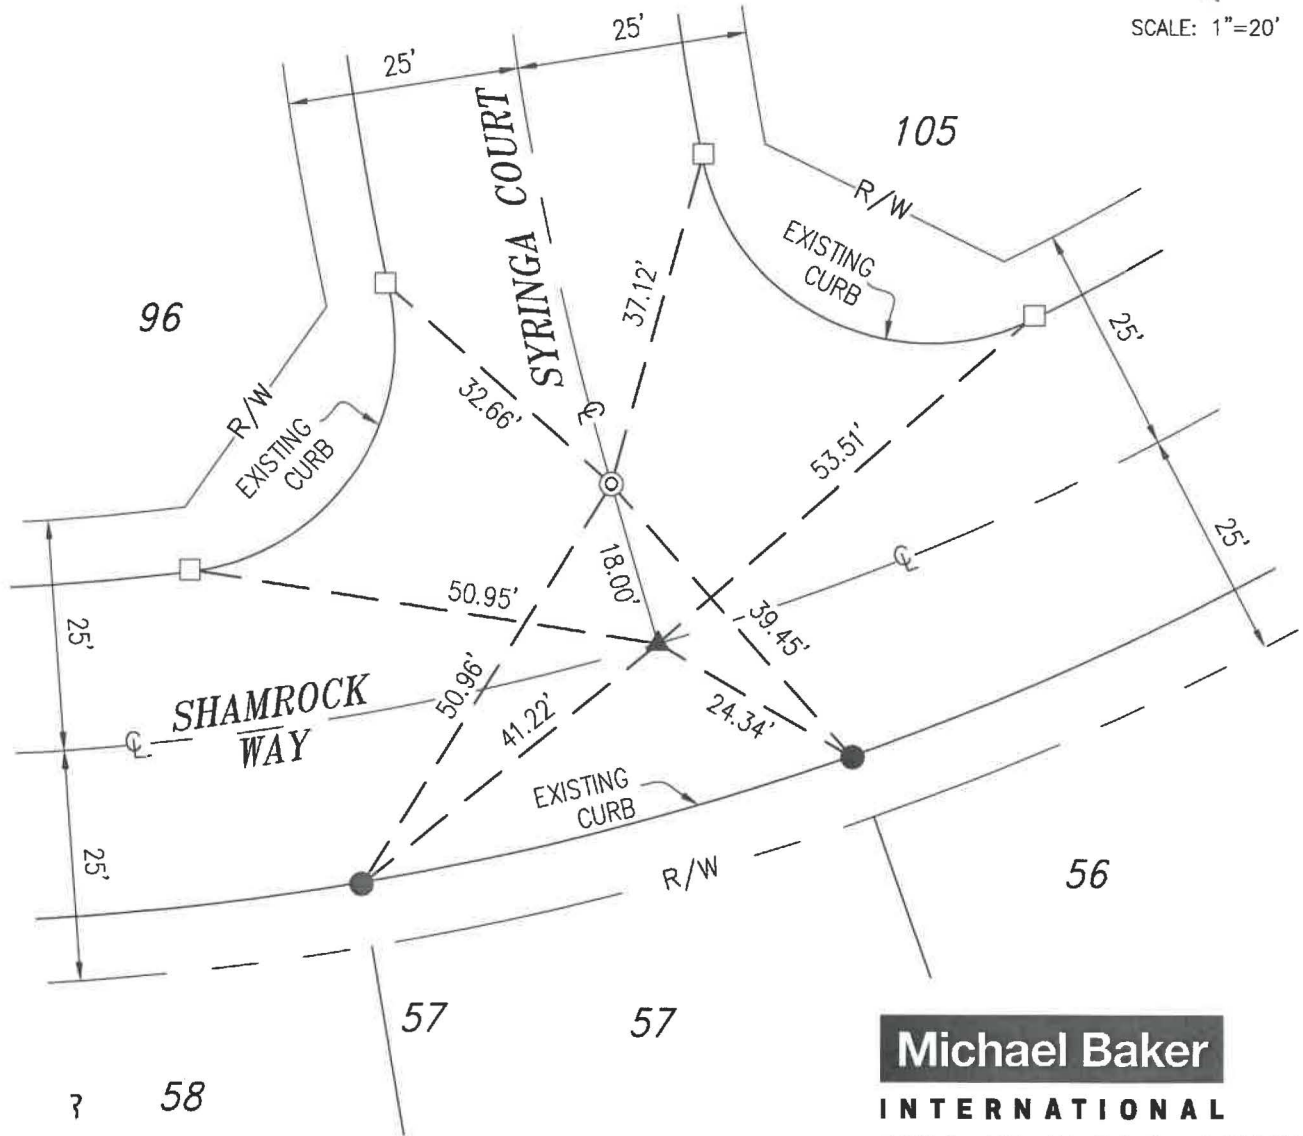 SCALE: 1"=20'
25'
25'
SYRINGA COURT
105
R/W
EXISTING
CURB
37.12'
96
32.66'
R/W
EXISTING
CURB
℄
25'
53.51'
℄
25'
18.00'
50.95'
39.45'
25'
SHAMROCK
WAY
℄
50.96'
41.22'
24.34'
25'
EXISTING
CURB
R/W
56
57
57
58
Michael Baker
INTERNATIONAL